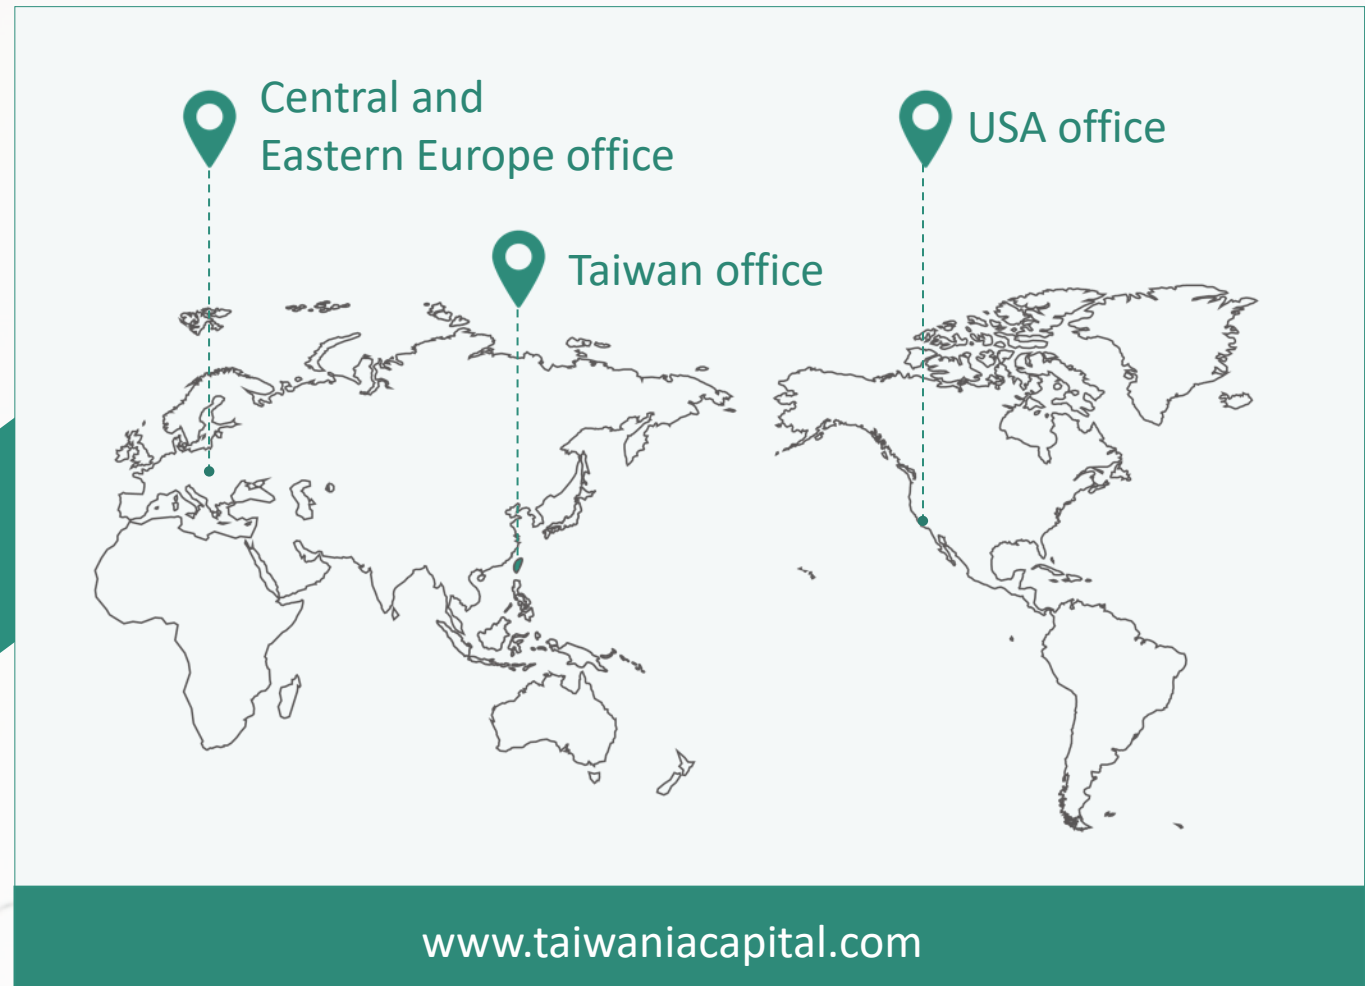 Central and
Eastern Europe office
USA office
Taiwan office
www.taiwaniacapital.com